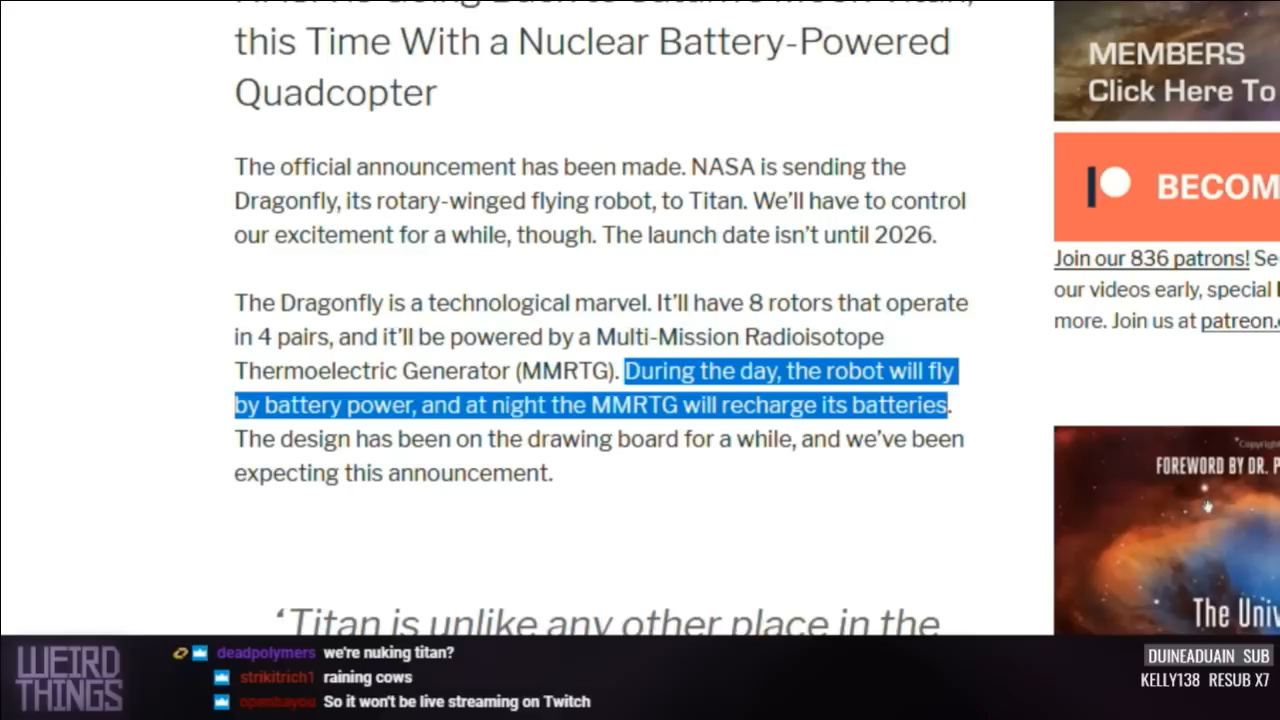 this Time With a Nuclear Battery-Powered
Quadcopter
The official announcement has been made. NASA is sending the
Dragonfly, its rotary-winged flying robot, to Titan. We'll have to control
our excitement for a while, though. The launch date isn't until 2026.
The Dragonfly is a technological marvel. It'll have 8 rotors that operate
in 4 pairs, and it'll be powered by a Multi-Mission Radioisotope
Thermoelectric Generator (MMRTG). During the day, the robot will fly
by battery power, and at night the MMRTG will recharge its batteries.
The design has been on the drawing board for a while, and we've been
expecting this announcement.
‘Titan is unlike any other place in the
MEMBERS
Click Here To
BECOM
Join our 836 patrons! Se
our videos early, special
more. Join us at patreon.
FOREWORD BY DR. P
The Univ
WEIRD
THINGS
deadpolymers we're nuking titan?
strikitrich1 raining cows
openbayou So it won't be live streaming on Twitch
DUINEADUAIN SUB
KELLY138 RESUB X7